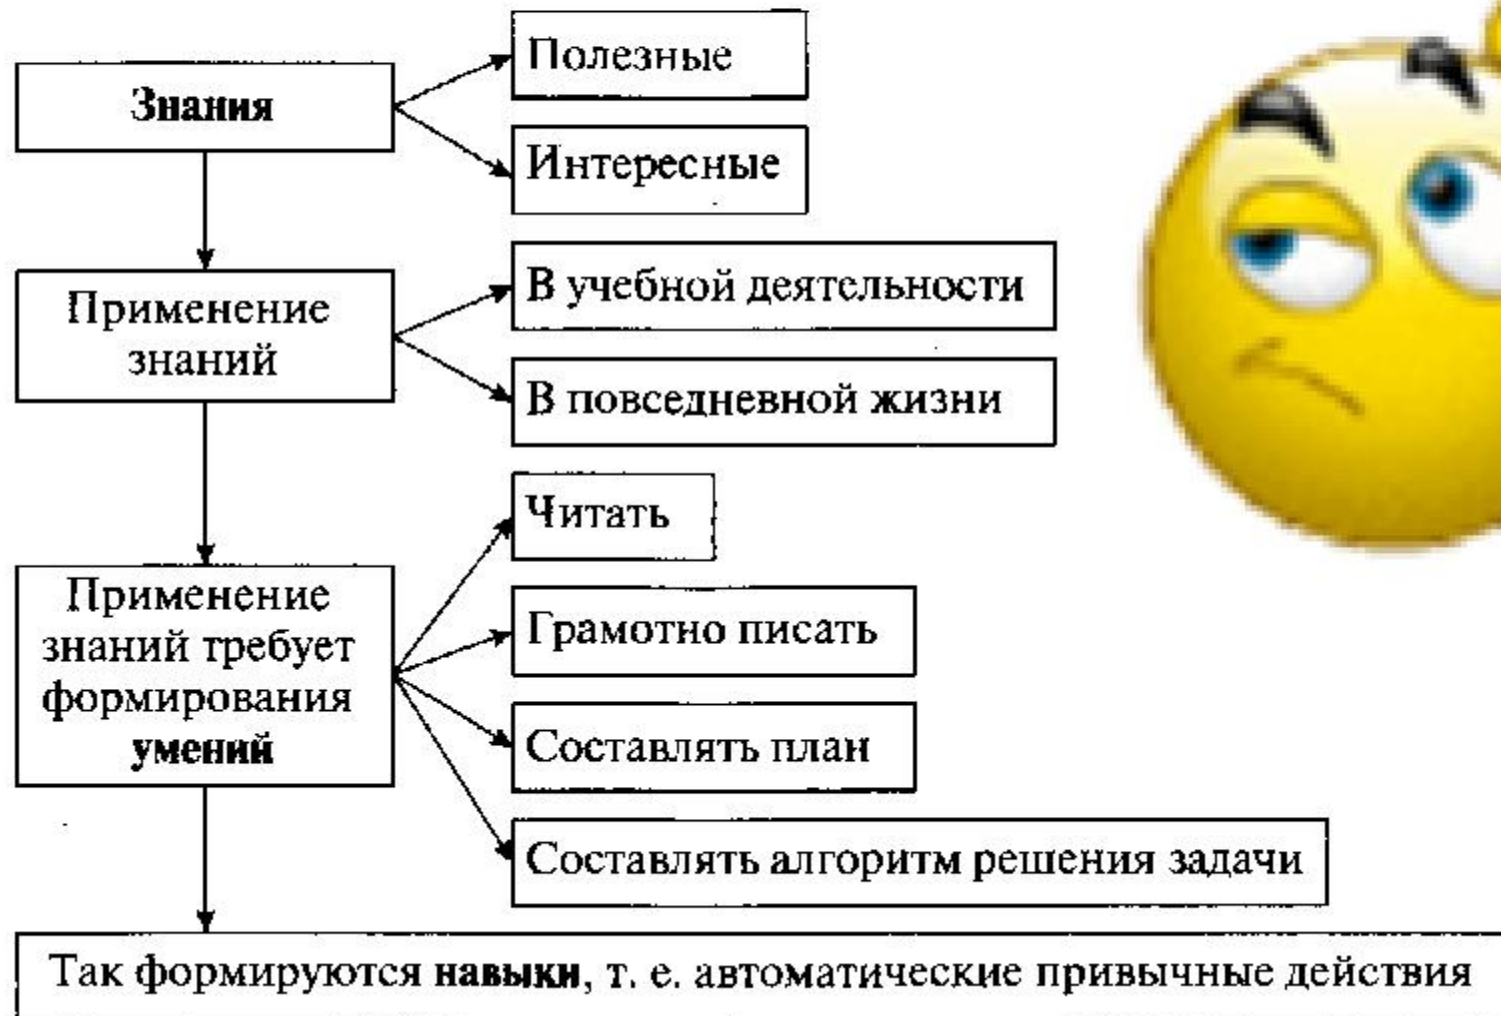 Знания
Полезные
Интересные
Применение
знаний
В учебной деятельности
В повседневной жизни
Применение
знаний требует
формирования
умений
Читать
Грамотно писать
Составлять план
Составлять алгоритм решения задачи
Так формируются навыки, т. е. автоматические привычные действия